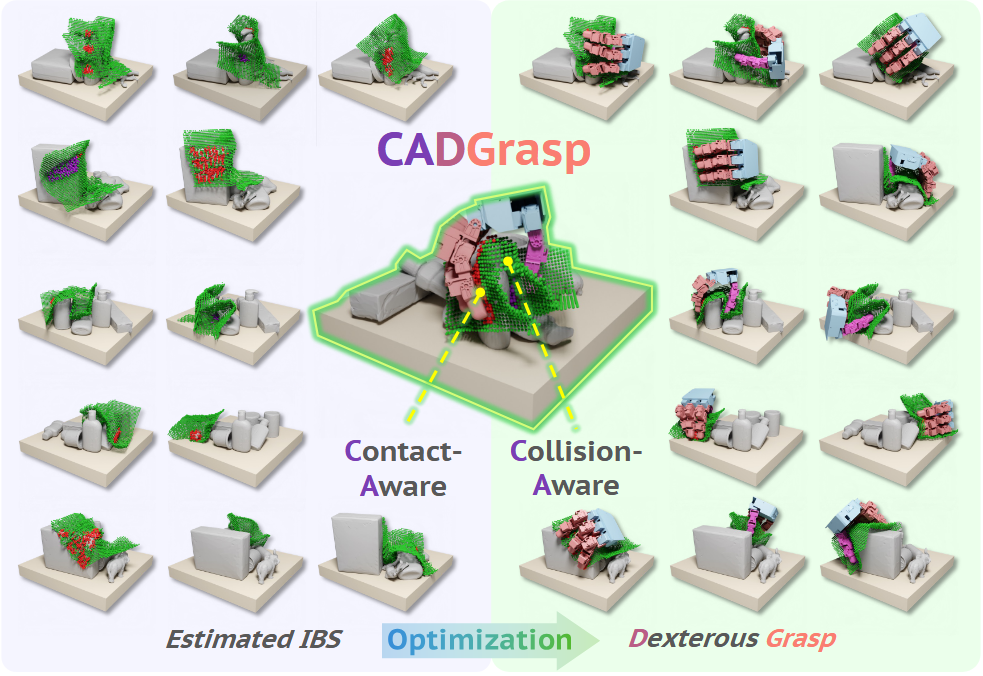 CADGrasp
Contact-
Aware
Collision-
Aware
Estimated IBS
Optimization
Dexterous Grasp